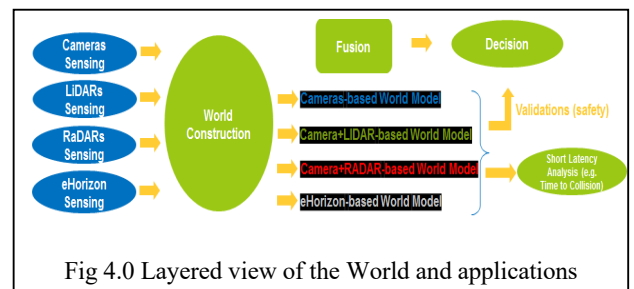 Cameras
Sensing
LiDARs
Sensing
RaDARs
Sensing
eHorizon
Sensing
World
Construction
Fusion
Decision
Cameras-based World Model
Camera+LIDAR-based World Model
Camera+RADAR-based World Model
eHorizon-based World Model
Validations (safety)
Short Latency
Analysis (e.g.
Time to Collision)
Fig 4.0 Layered view of the World and applications